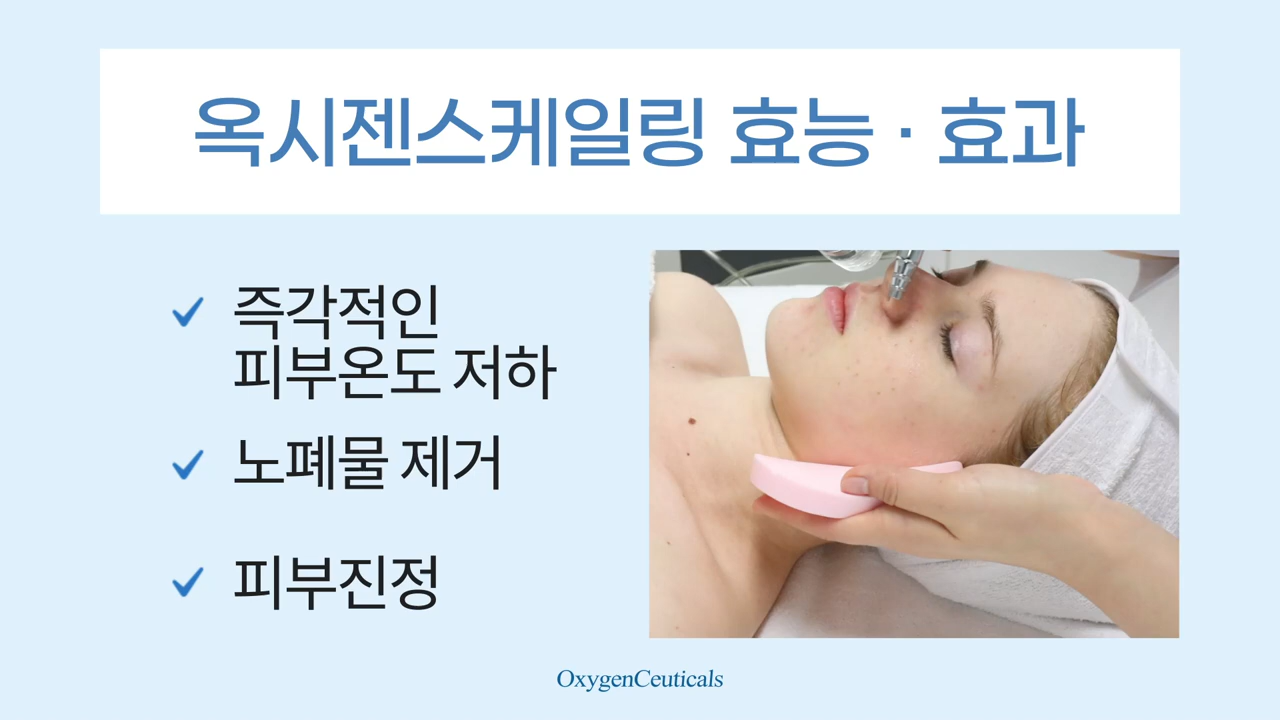 옥시젠스케일링 효능 · 효과
즉각적인
피부온도 저하
노폐물 제거
피부진정
OxygenCeuticals